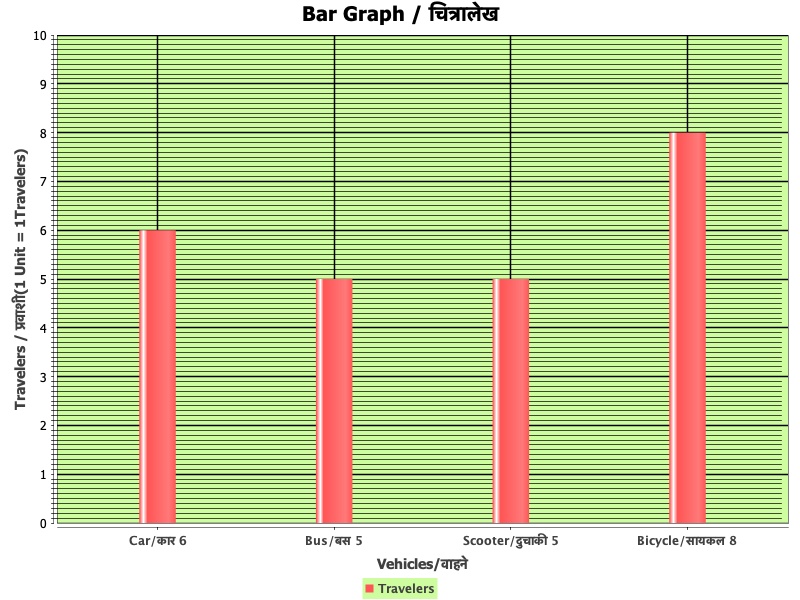 Bar Graph / चित्रालेख
10
9
8
7
6
5
4
3
2
1
0
Travelers / प्रवाशी(1 Unit = 1Travelers)
Car/कार 6
Bus/बस 5
Scooter/दुचाकी 5
Bicycle/सायकल 8
Vehicles/वाहने
Travelers